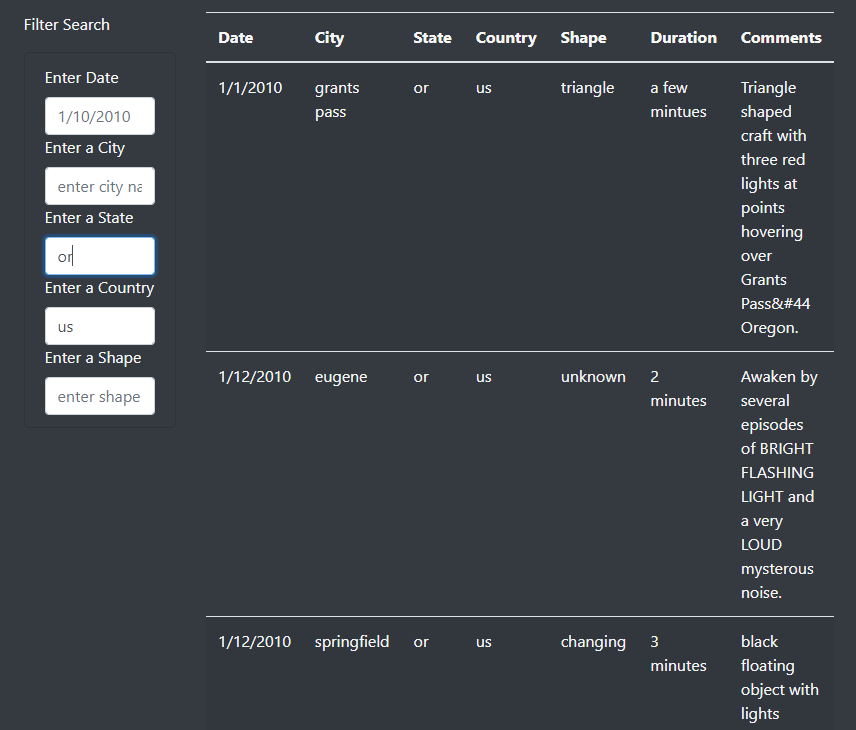 Filter Search
Enter Date
1/10/2010
Enter a City
enter city na
Enter a State
or
Enter a Country
us
Enter a Shape
enter shape
Date City State Country Shape Duration Comments
1/1/2010 grants or us triangle a few Triangle
pass mintues shaped
craft with
three red
lights at
points
hovering
over
Grants
Pass&#44
Oregon.
1/12/2010 eugene or us unknown 2 Awaken by
minutes several
episodes
of BRIGHT
FLASHING
LIGHT and
a very
LOUD
mysterous
noise.
1/12/2010 springfield or us changing 3 black
minutes floating
object with
lights